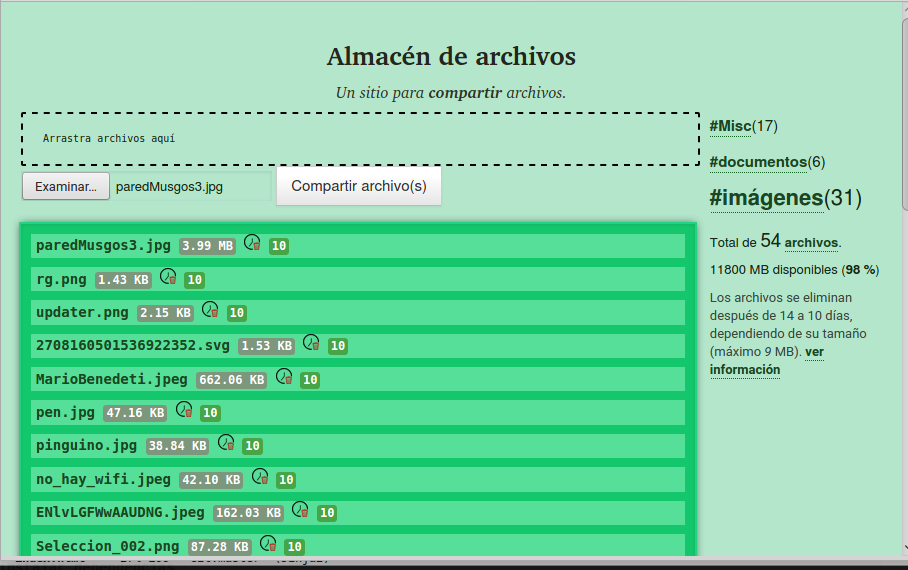 Almacén de archivos
Un sitio para compartir archivos.
Arrastra archivos aquí
Examinar... paredMusgos3.jpg Compartir archivo(s)
paredMusgos3.jpg 3.99 MB 10
rg.png 1.43 KB 10
updater.png 2.15 KB 10
2708160501536922352.svg 1.53 KB 10
MarioBenedeti.jpeg 662.06 KB 10
pen.jpg 47.16 KB 10
pinguino.jpg 38.84 KB 10
no_hay_wifi.jpeg 42.10 KB 10
ENlvLGFWwAAUDNG.jpeg 162.03 KB 10
Seleccion_002.png 87.28 KB 10
#Misc(17)
#documentos(6)
#imágenes(31)
Total de 54 archivos.
11800 MB disponibles (98 %)
Los archivos se eliminan
después de 14 a 10 días,
dependiendo de su tamaño
(máximo 9 MB). ver
información